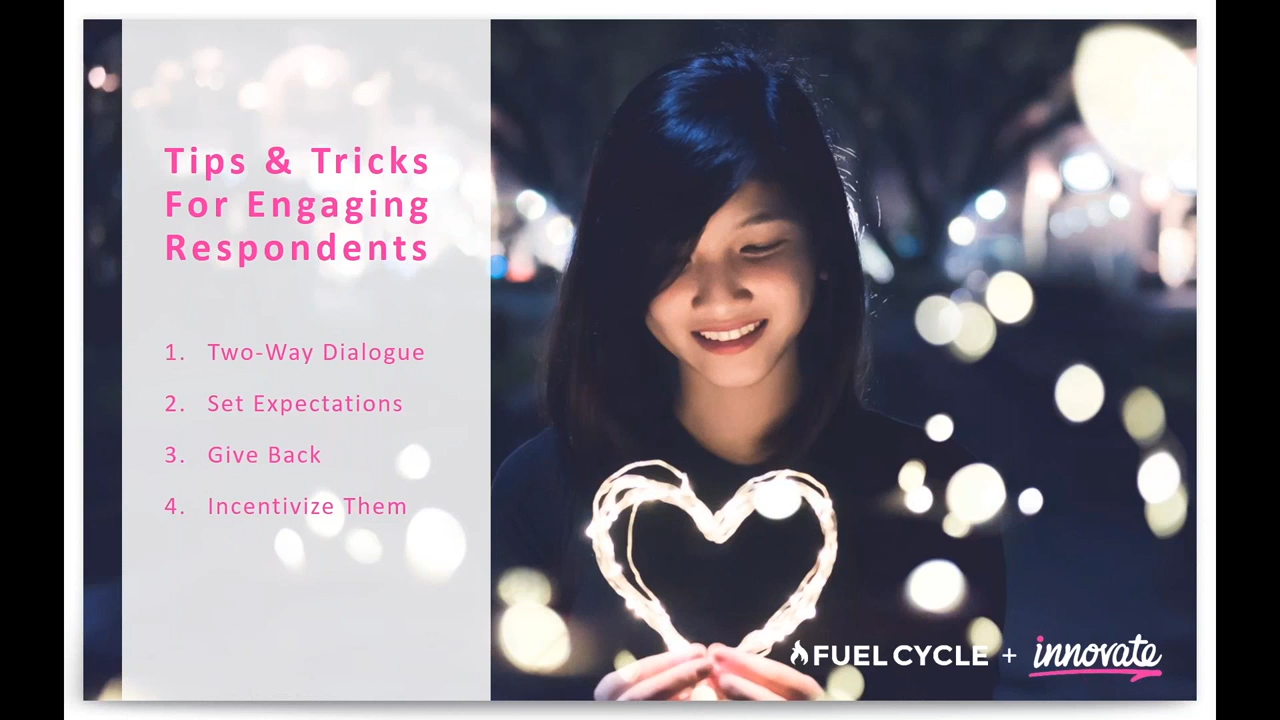 Tips & Tricks
For Engaging
Respondents
1. Two-Way Dialogue
2. Set Expectations
3. Give Back
4. Incentivize Them
FUEL CYCLE + innovate